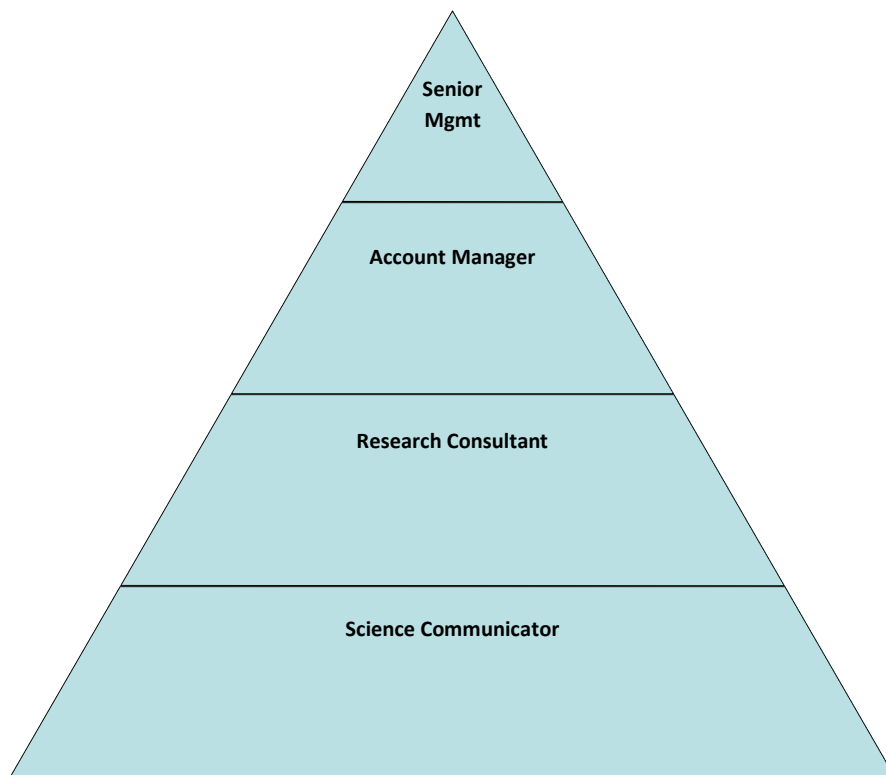 Senior
Mgmt
Account Manager
Research Consultant
Science Communicator